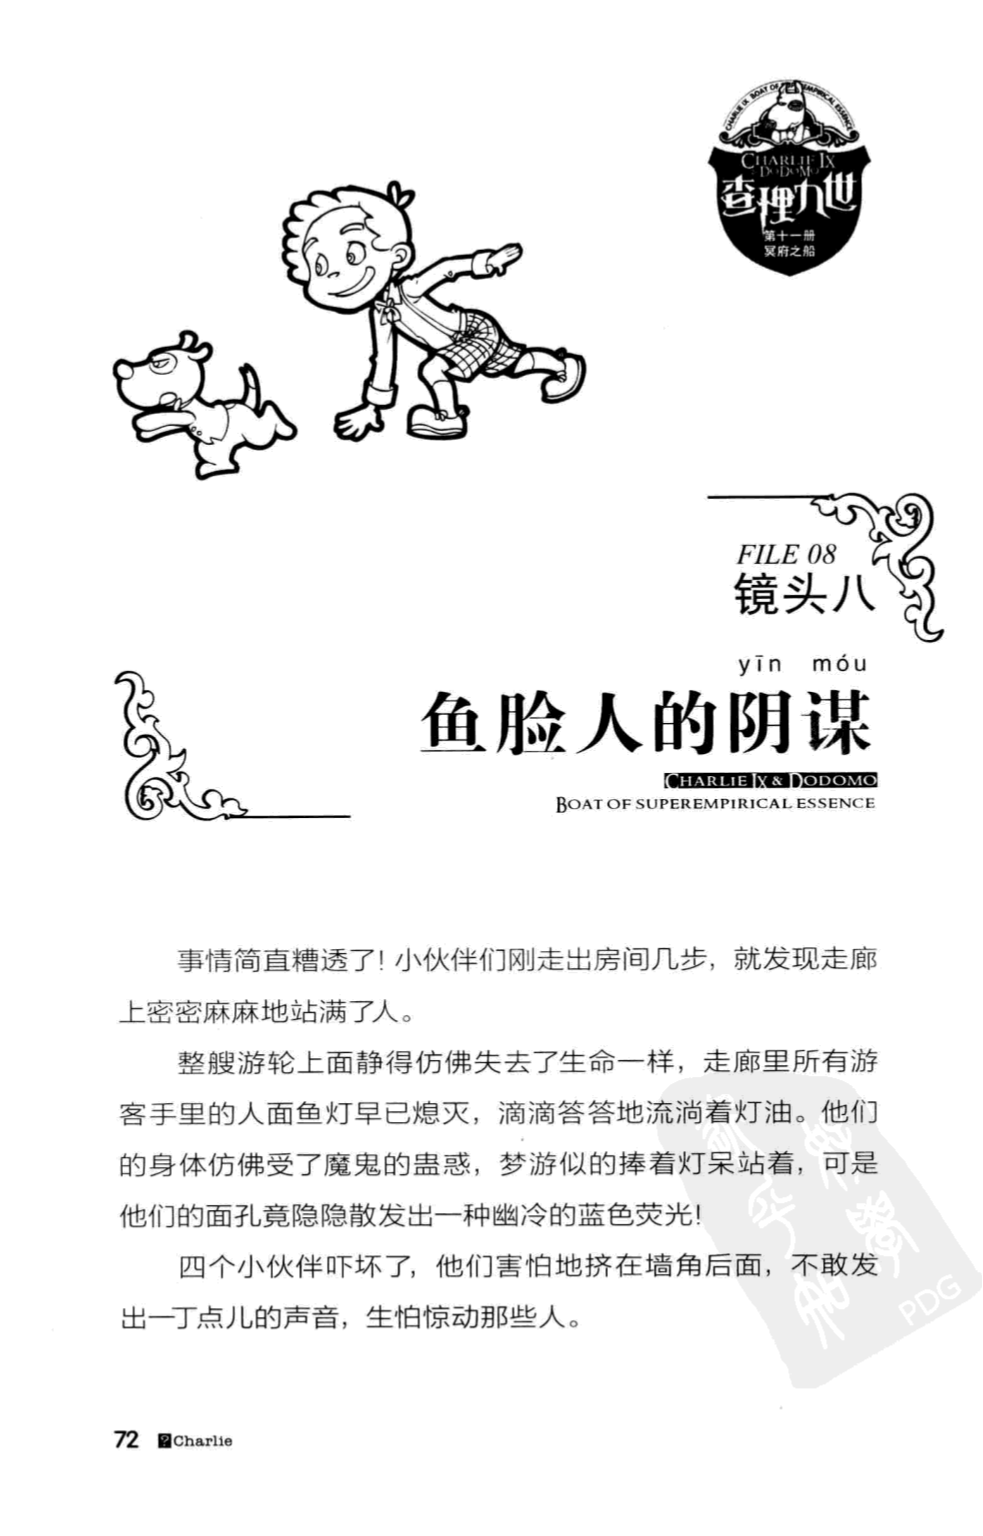 CHARLIE IX BOAT OF SUPEREMPIRICAL ESSENCE
CHARLIE IX
DODOMO
查理九世
第十一册
冥府之船
FILE 08
镜头八
yīn móu
鱼脸人的阴谋
CHARLIE IX & DODOMO
BOAT OF SUPEREMPIRICAL ESSENCE
事情简直糟透了！小伙伴们刚走出房间几步，就发现走廊
上密密麻麻地站满了人。
整艘游轮上面静得仿佛失去了生命一样，走廊里所有游
客手里的人面鱼灯早已熄灭，滴滴答答地流淌着灯油。他们
的身体仿佛受了魔鬼的蛊惑，梦游似的捧着灯呆站着，可是
他们的面孔竟隐隐散发出一种幽冷的蓝色荧光！
四个小伙伴吓坏了，他们害怕地挤在墙角后面，不敢发
出一丁点儿的声音，生怕惊动那些人。
PDG
72 Charlie